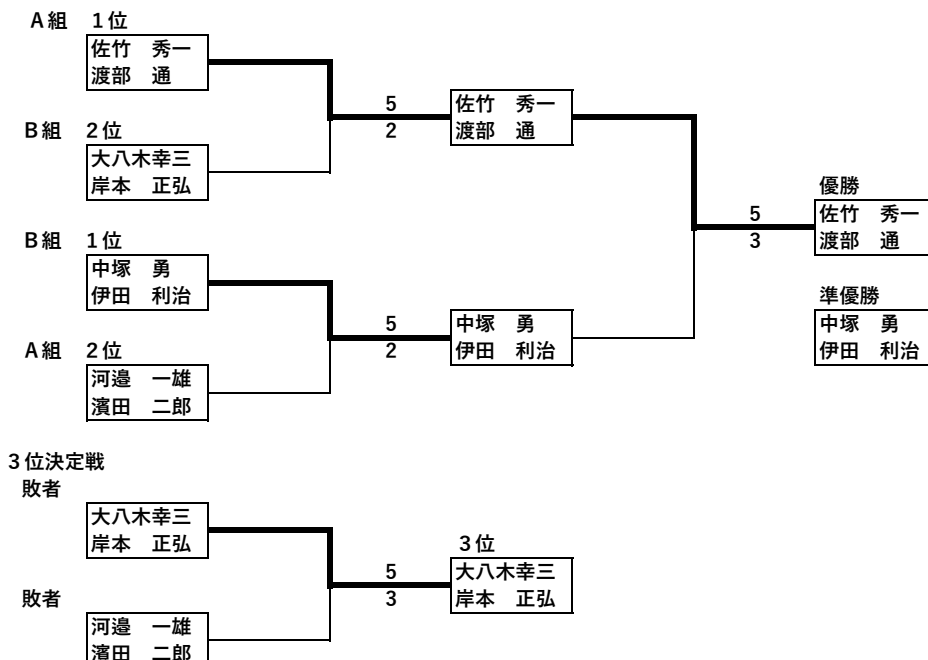 A組 1位
佐竹 秀一
渡部 通
5
2
佐竹 秀一
渡部 通
B組 2位
大八木幸三
岸本 正弘
優勝
佐竹 秀一
渡部 通
5
3
B組 1位
中塚 勇
伊田 利治
準優勝
中塚 勇
伊田 利治
5
2
中塚 勇
伊田 利治
A組 2位
河邉 一雄
濱田 二郎
3位決定戦
敗者
大八木幸三
岸本 正弘
3位
5
3
大八木幸三
岸本 正弘
敗者
河邉 一雄
濱田 二郎